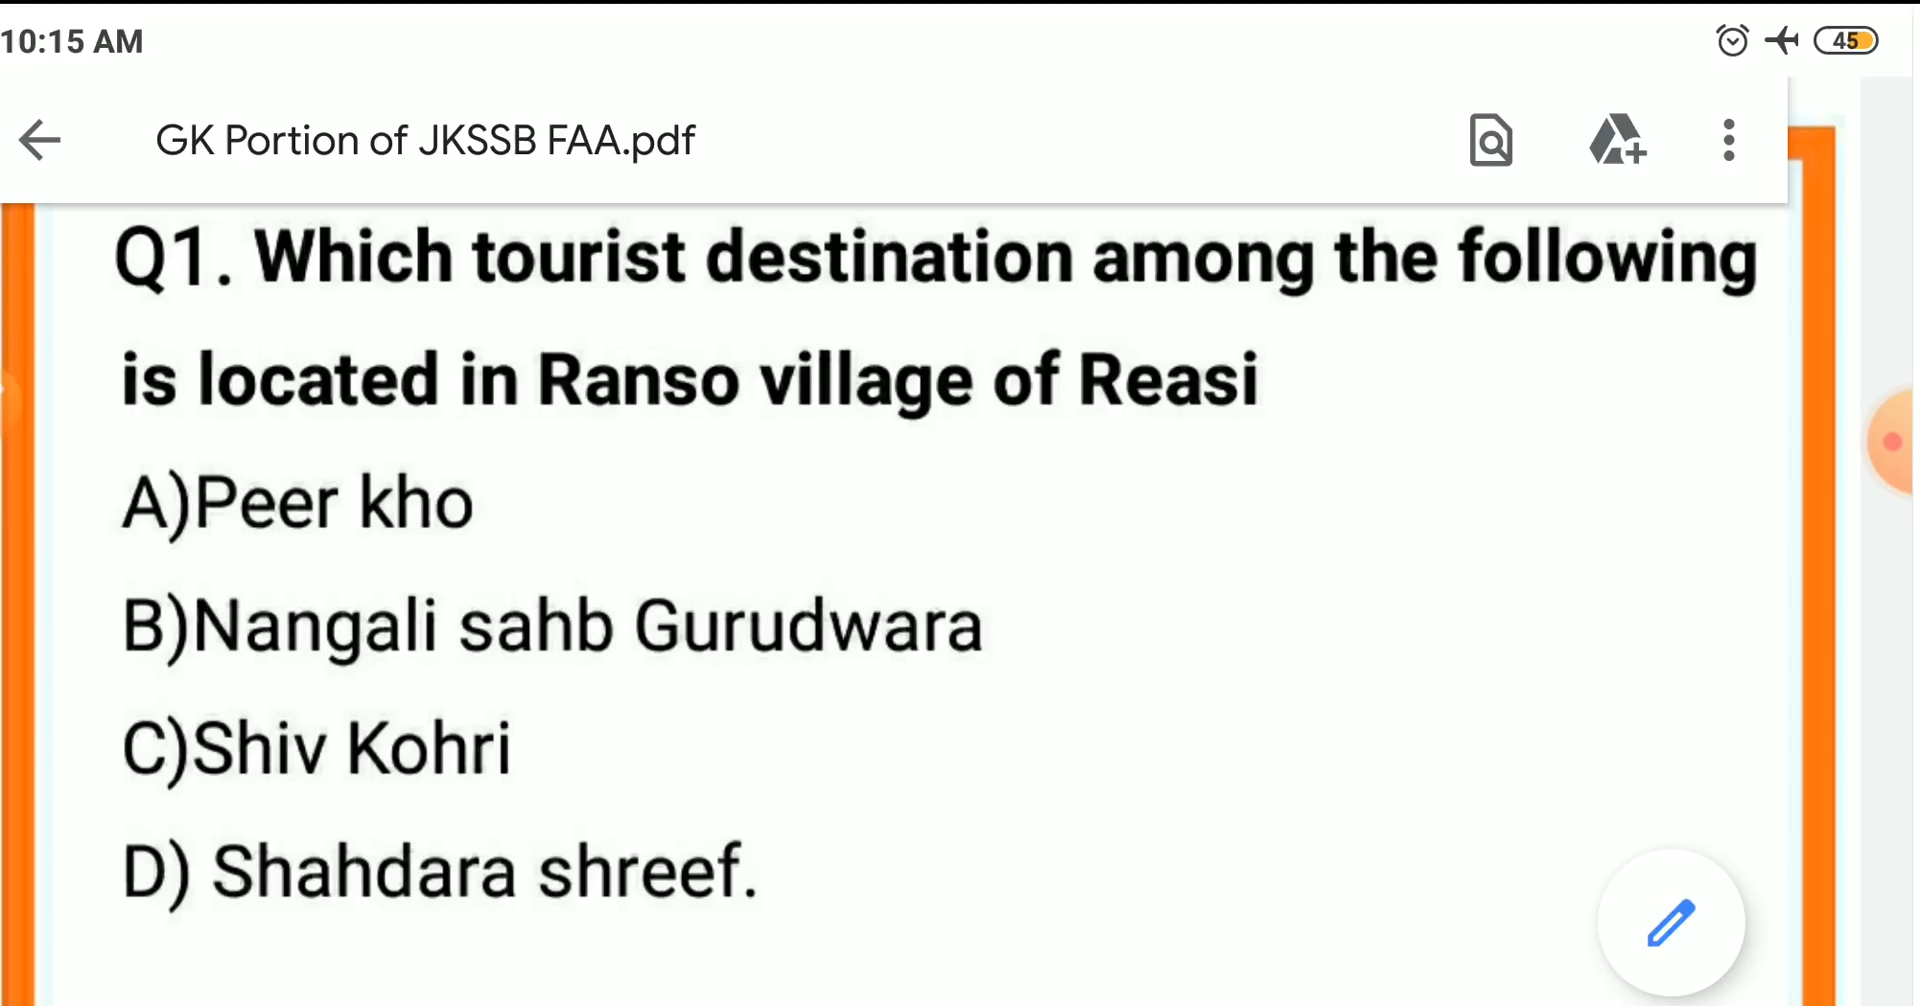 10:15 AM
45
GK Portion of JKSSB FAA.pdf
Q1. Which tourist destination among the following
is located in Ranso village of Reasi
A)Peer kho
B)Nangali sahb Gurudwara
C)Shiv Kohri
D) Shahdara shreef.